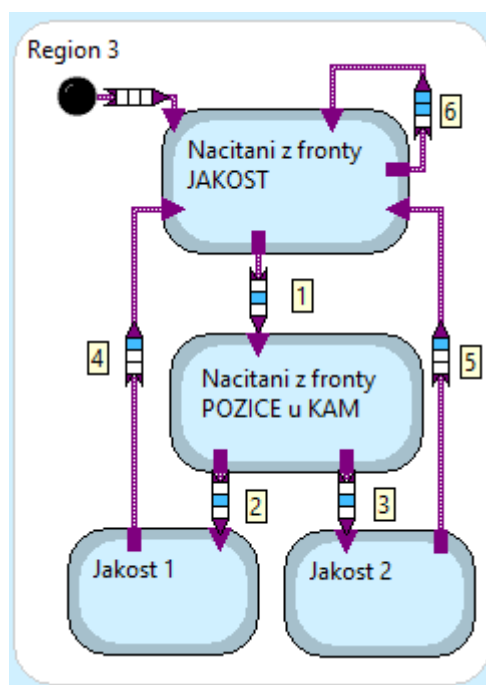 Region 3
6
Nacitani z fronty
JAKOST
1
4
5
Nacitani z fronty
POZICE u KAM
2
3
Jakost 1
Jakost 2